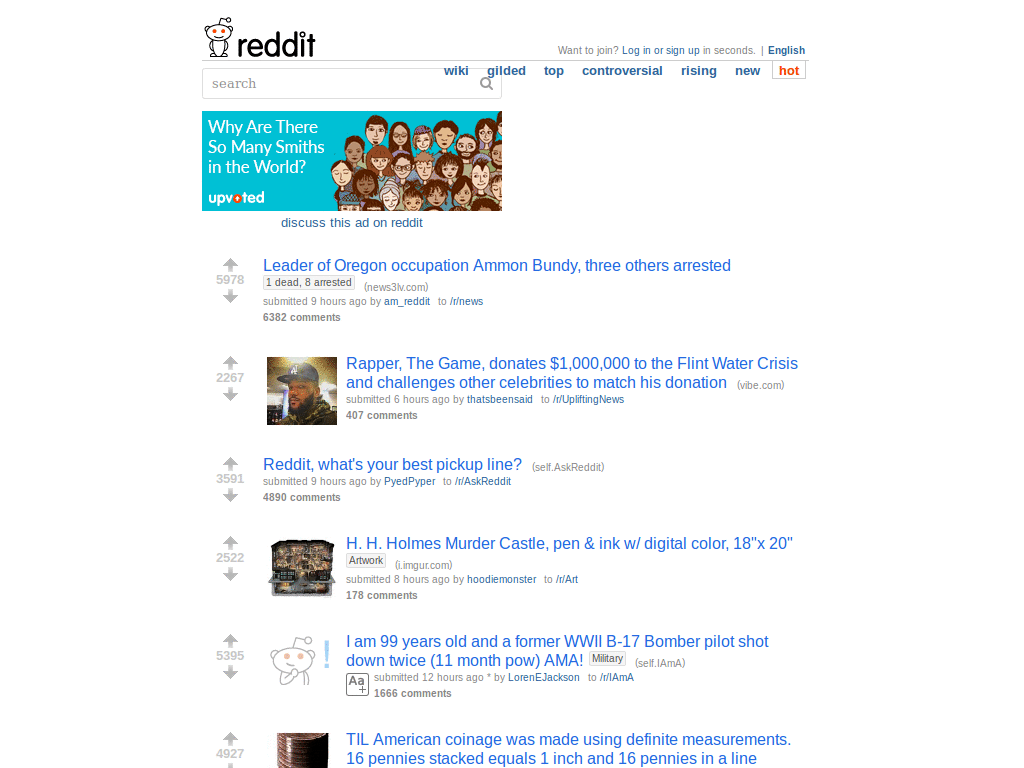 reddit
Want to join? Log in or sign up in seconds. | English
wiki gilded top controversial rising new hot
search
Why Are There
So Many Smiths
in the World?
upvoted
discuss this ad on reddit
5978
Leader of Oregon occupation Ammon Bundy, three others arrested
1 dead, 8 arrested (news3lv.com)
submitted 9 hours ago by am_reddit to /r/news
6382 comments
2267
Rapper, The Game, donates $1,000,000 to the Flint Water Crisis
and challenges other celebrities to match his donation (vibe.com)
submitted 6 hours ago by thatsbeensaid to /r/UpliftingNews
407 comments
3591
Reddit, what's your best pickup line? (self.AskReddit)
submitted 9 hours ago by PyedPyper to /r/AskReddit
4890 comments
2522
H. H. Holmes Murder Castle, pen & ink w/ digital color, 18"x 20"
Artwork (i.imgur.com)
submitted 8 hours ago by hoodiemonster to /r/Art
178 comments
5395
I am 99 years old and a former WWII B-17 Bomber pilot shot
down twice (11 month pow) AMA! Military (self.IAmA)
Aa+ submitted 12 hours ago * by LorenEJackson to /r/IAmA
1666 comments
4927
TIL American coinage was made using definite measurements.
16 pennies stacked equals 1 inch and 16 pennies in a line